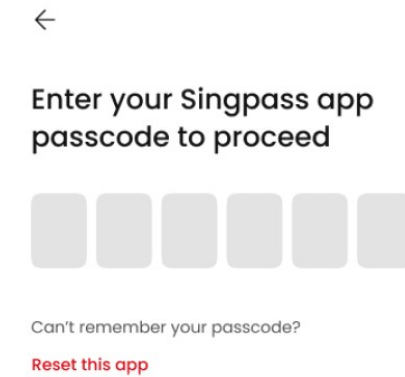 Enter your Singpass app
passcode to proceed
Can't remember your passcode?
Reset this app